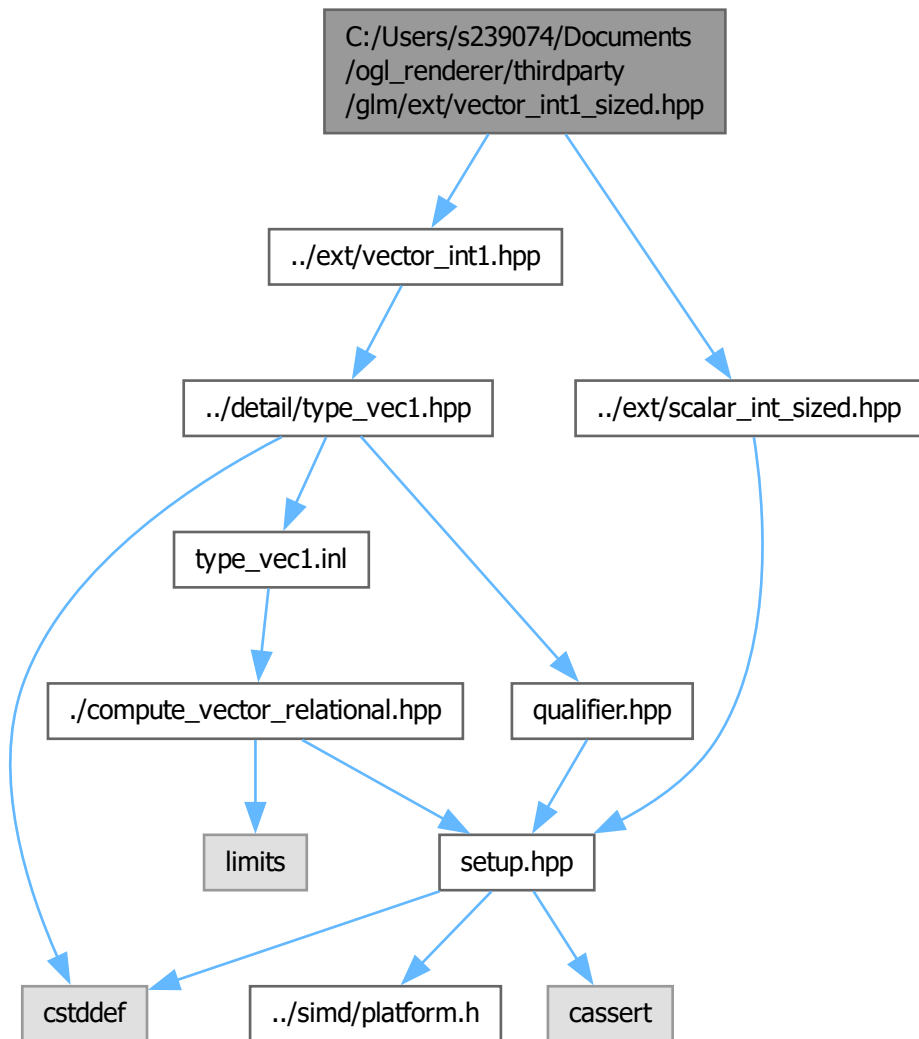 C:/Users/s239074/Documents
/ogl_renderer/thirdparty
/glm/ext/vector_int1_sized.hpp
../ext/vector_int1.hpp
../detail/type_vec1.hpp
../ext/scalar_int_sized.hpp
type_vec1.inl
./compute_vector_relational.hpp
qualifier.hpp
limits
setup.hpp
cstddef
../simd/platform.h
cassert